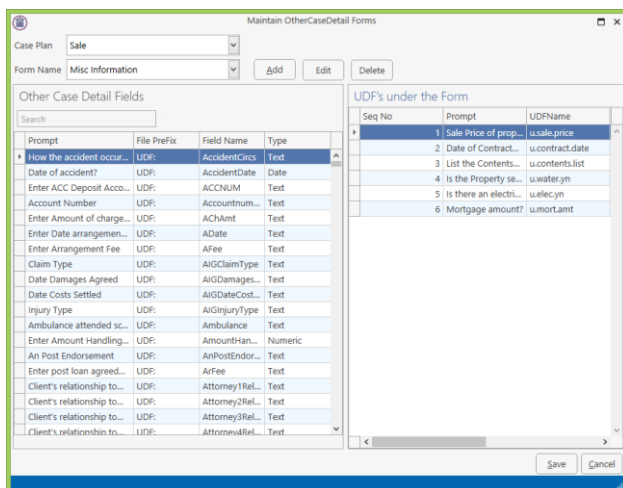 Maintain OtherCaseDetail Forms
Case Plan Sale
Form Name Misc Information Add Edit Delete
Other Case Detail Fields
Search
Prompt File PreFix Field Name Type
How the accident occur... UDF: AccidentCircs Text
Date of accident? UDF: AccidentDate Date
Enter ACC Deposit Acco... UDF: ACCNUM Text
Account Number UDF: Accountnum... Text
Enter Amount of charge... UDF: AChAmt Text
Enter Date arrangemen... UDF: ADate Text
Enter Arrangement Fee UDF: AFee Text
Claim Type UDF: AIGClaimType Text
Date Damages Agreed UDF: AIGDamages... Text
Date Costs Settled UDF: AIGDateCost... Text
Injury Type UDF: AIGInjuryType Text
Ambulance attended sc... UDF: Ambulance Text
Enter Amount Handling... UDF: AmountHan... Numeric
An Post Endorsement UDF: AnPostEndor... Text
Enter post loan agreed... UDF: ArFee Text
Client's relationship to... UDF: Attorney1Rel... Text
Client's relationship to... UDF: Attorney2Rel... Text
Client's relationship to... UDF: Attorney3Rel... Text
Client's relationship to... UDF: Attorney4Rel... Text
UDF's under the Form
Seq No Prompt UDFName
1 Sale Price of prop... u.sale.price
2 Date of Contract... u.contract.date
3 List the Contents... u.contents.list
4 Is the Property se... u.water.yn
5 Is there an electri... u.elec.yn
6 Mortgage amount? u.mort.amt
Save Cancel